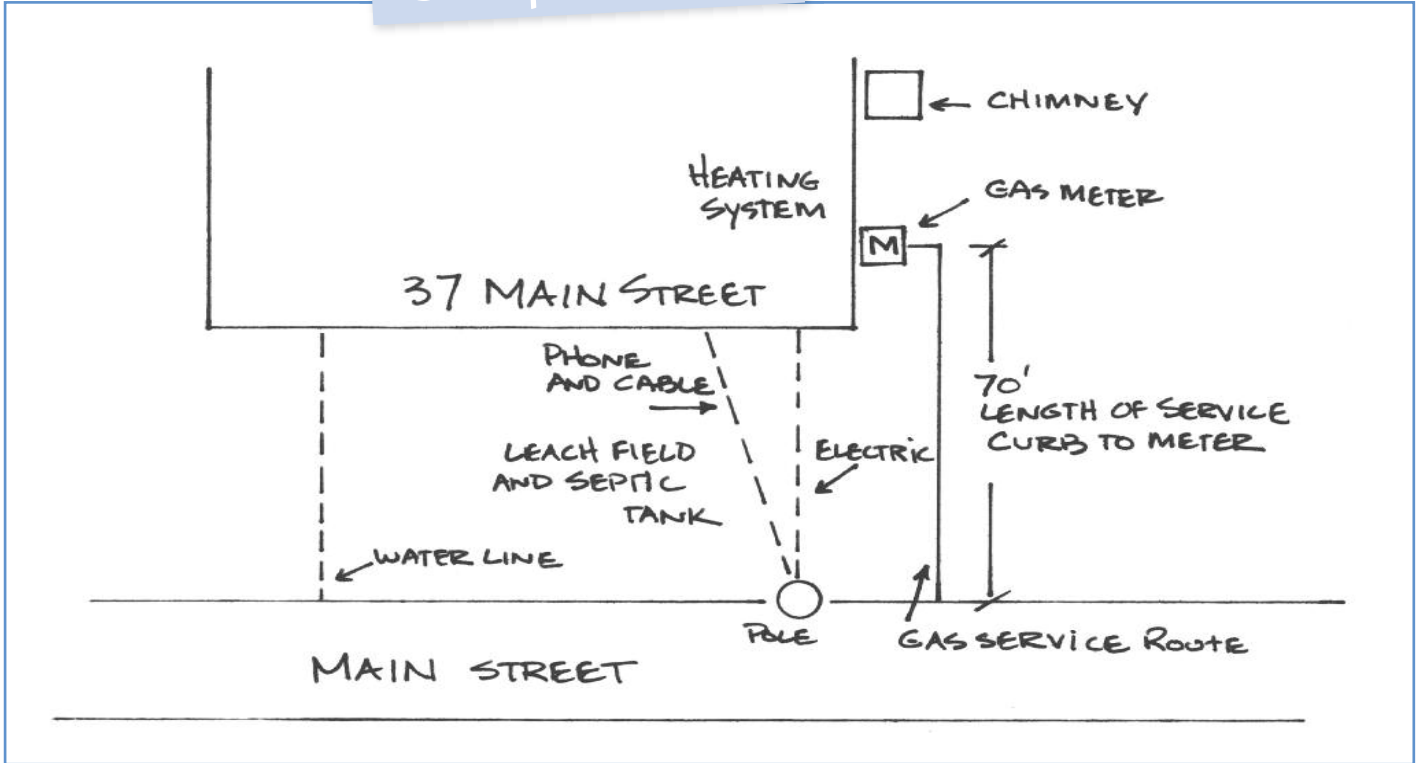 CHIMNEY
HEATING
SYSTEM
GAS METER
M
37 MAIN STREET
PHONE
AND CABLE
70'
LENGTH OF SERVICE
CURB TO METER
LEACH FIELD
AND SEPTIC
TANK
ELECTRIC
WATER LINE
POLE
GAS SERVICE ROUTE
MAIN STREET